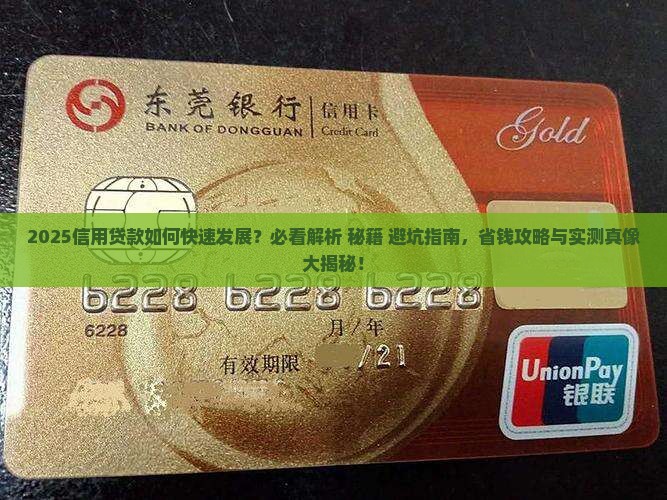 东莞银行 信用卡
BANK OF DONGGUAN Credit Card
Gold
2025信用贷款如何快速发展？必看解析 秘籍 避坑指南，省钱攻略与实测真像
大揭秘！
6228 6228 6228
6228
月/年
有效期限 /21
UnionPay
银联